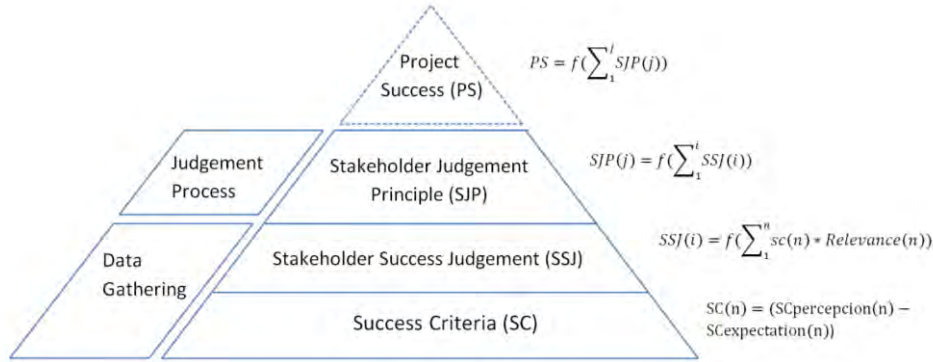 Project
Success (PS)
PS = f(∑₁ʲ SJP(j))
Judgement
Process
Stakeholder Judgement
Principle (SJP)
SJP(j) = f(∑₁ⁱ SSJ(i))
Data
Gathering
Stakeholder Success Judgement (SSJ)
SSJ(i) = f(∑₁ⁿ sc(n) * Relevance(n))
Success Criteria (SC)
SC(n) = (SCpercepcion(n) −
SCexpectation(n))